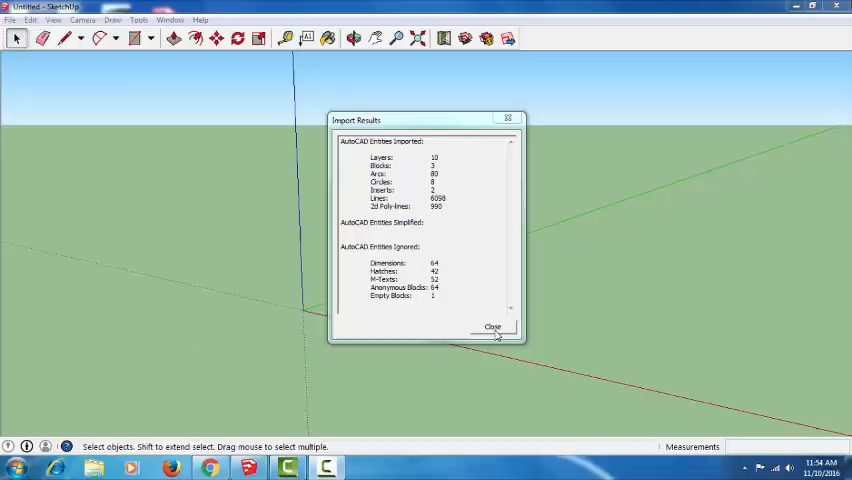 Untitled - SketchUp
File Edit View Camera Draw Tools Window Help
A1
Import Results
AutoCAD Entities Imported:
Layers: 10
Blocks: 3
Arcs: 80
Circles: 8
Inserts: 2
Lines: 6098
2d Poly-lines: 990
AutoCAD Entities Simplified:
AutoCAD Entities Ignored:
Dimensions: 64
Hatches: 42
M-Texts: 52
Anonymous Blocks: 64
Empty Blocks: 1
Close
Select objects. Shift to extend select. Drag mouse to select multiple.
Measurements
11:54 AM
11/10/2016